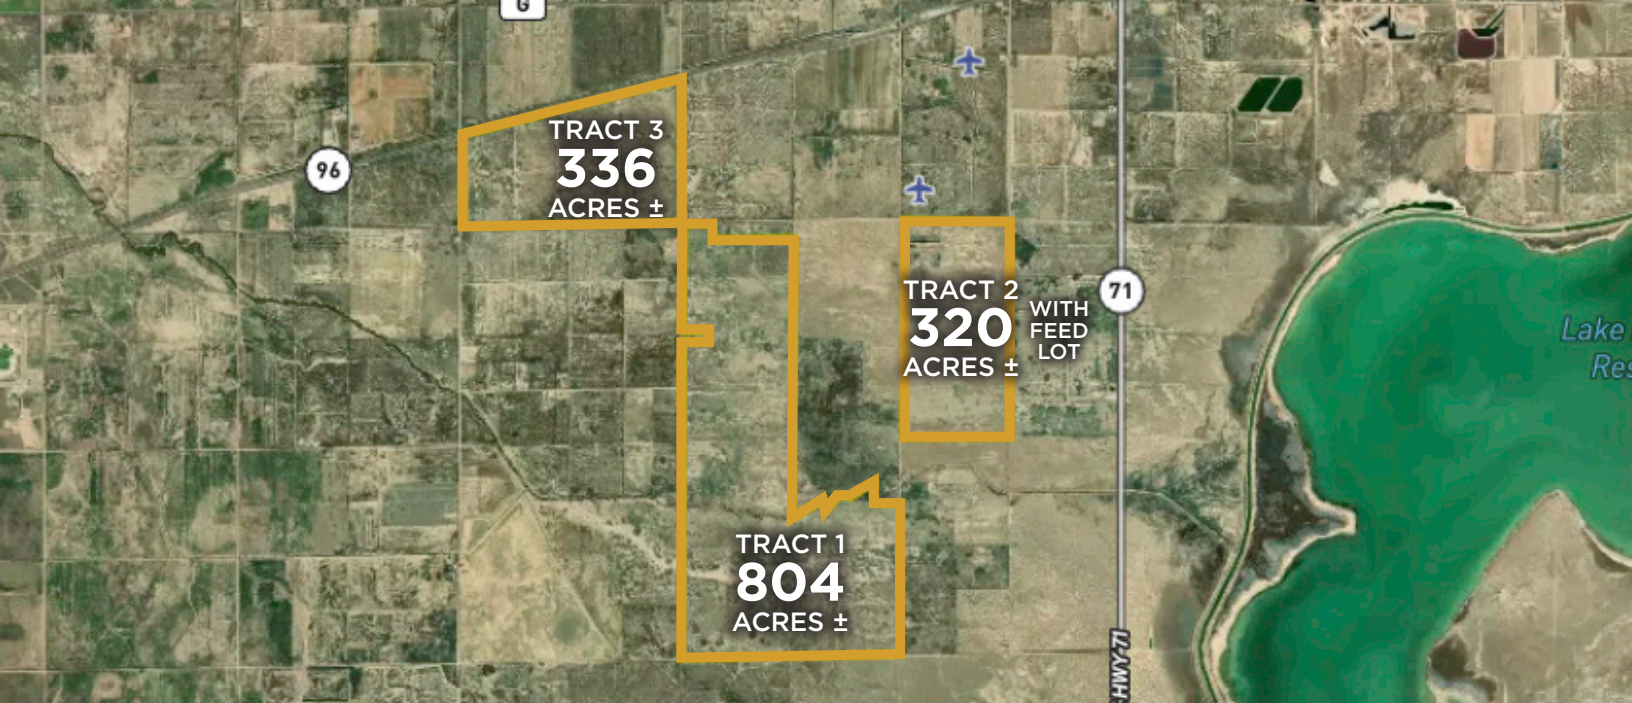 G
96
TRACT 3
336
ACRES ±
TRACT 2
320
ACRES ±
WITH
FEED
LOT
71
Lake
Res
TRACT 1
804
ACRES ±
HWY-71